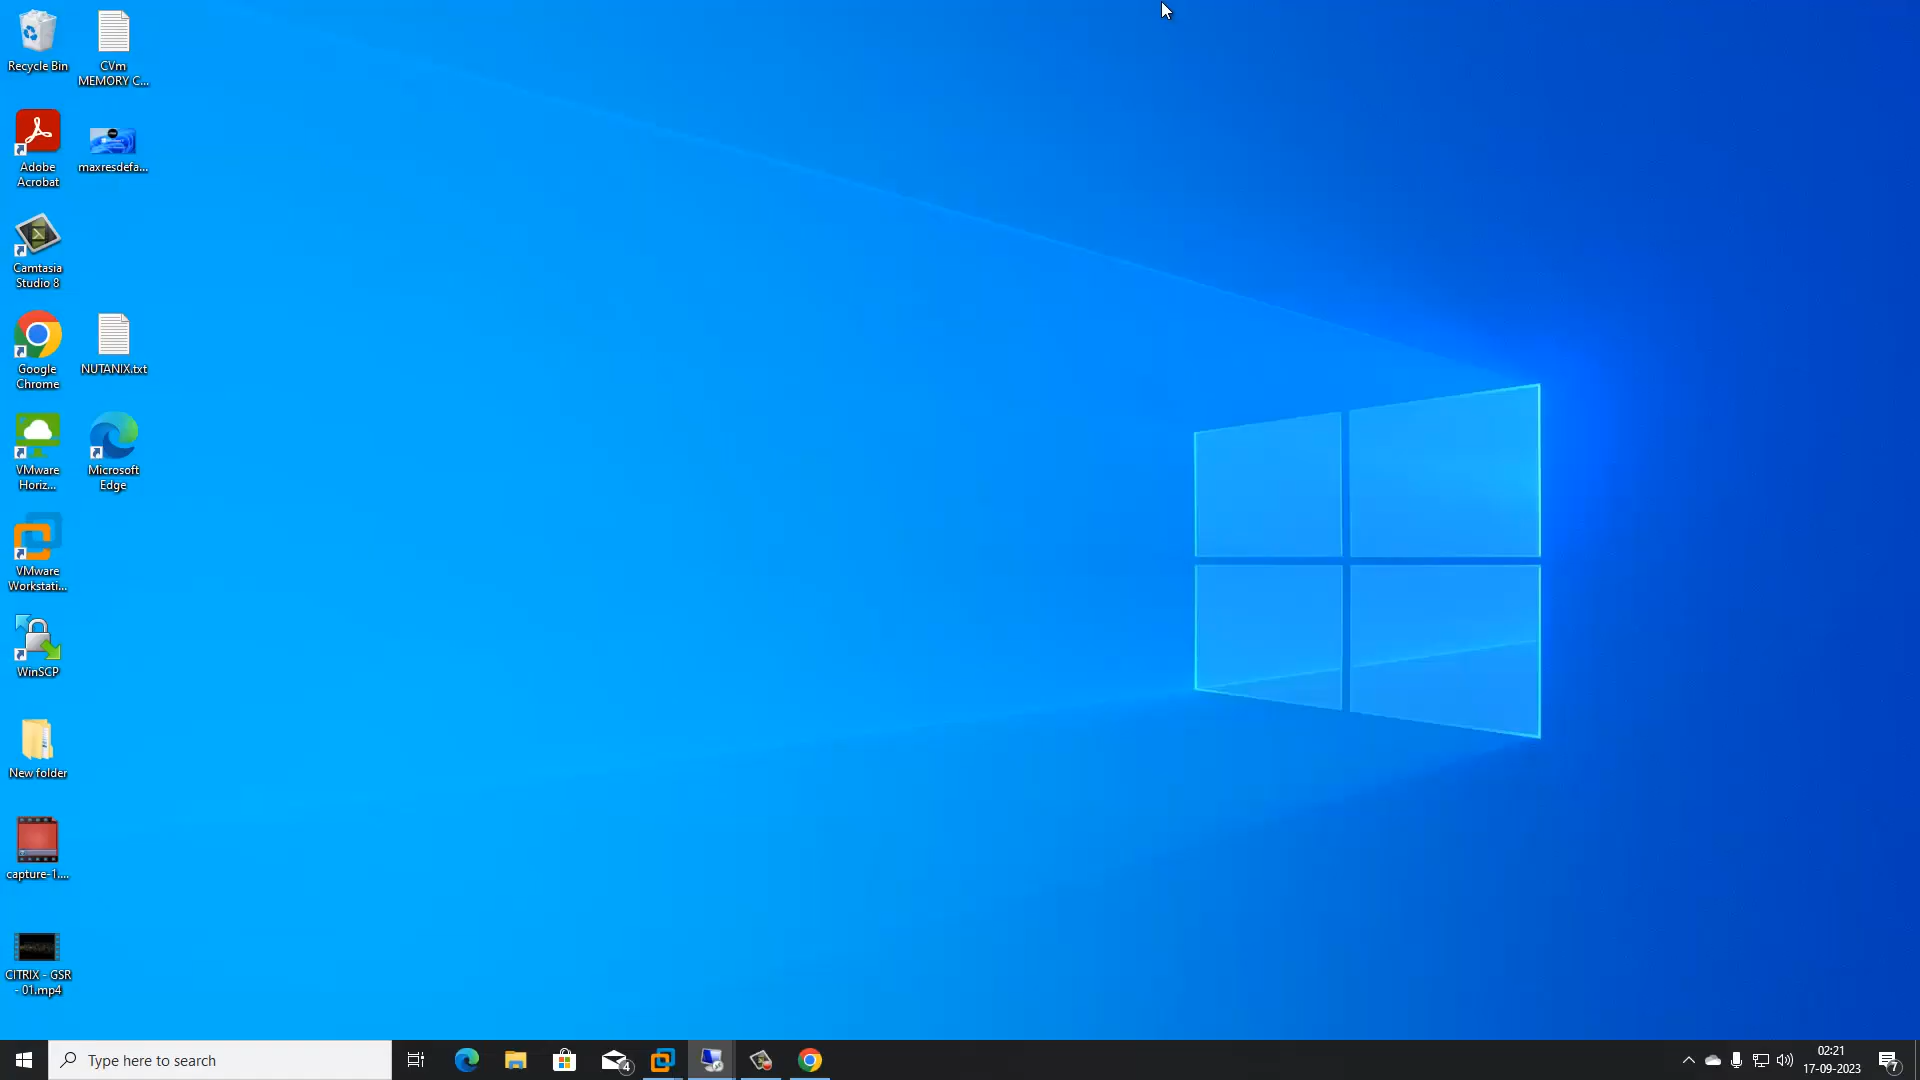 Recycle Bin
CVm
MEMORY C...
Adobe
Acrobat
maxresdefa...
Camtasia
Studio 8
Google
Chrome
NUTANIX.txt
VMware
Horiz...
Microsoft
Edge
VMware
Workstati...
WinSCP
New folder
capture-1....
CITRIX - GSR
- 01.mp4
Type here to search
4
02:21
17-09-2023
7